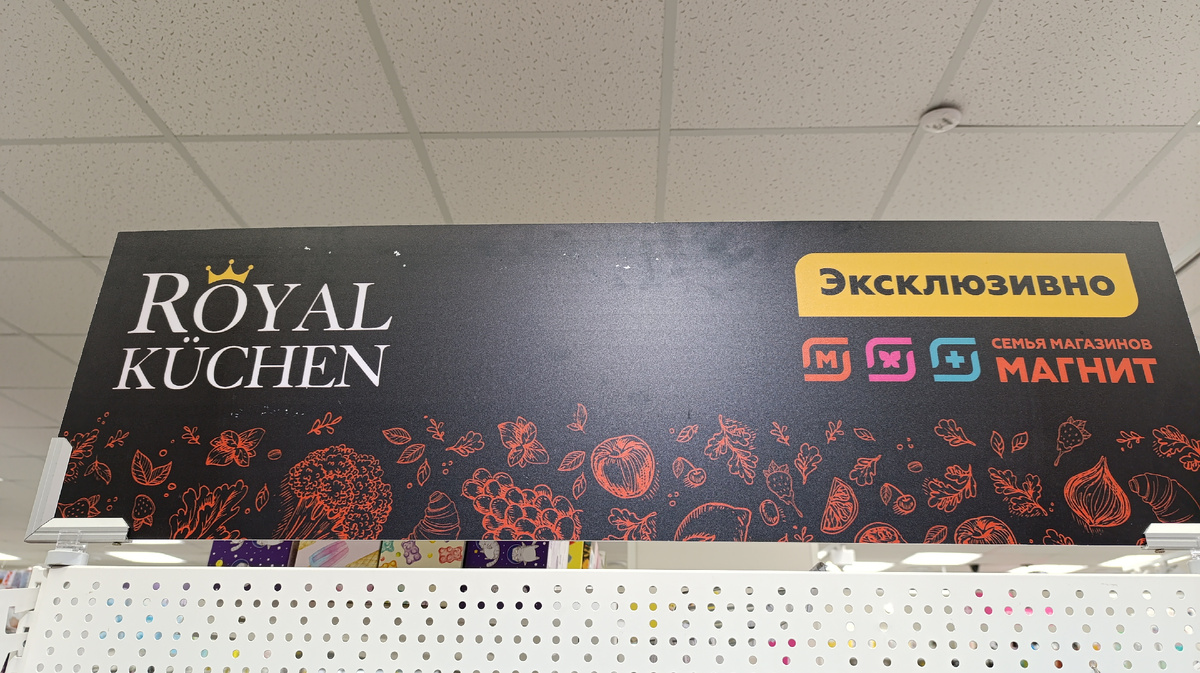 ROYAL
KÜCHEN
Эксклюзивно
М
СЕМЬЯ МАГАЗИНОВ
МАГНИТ